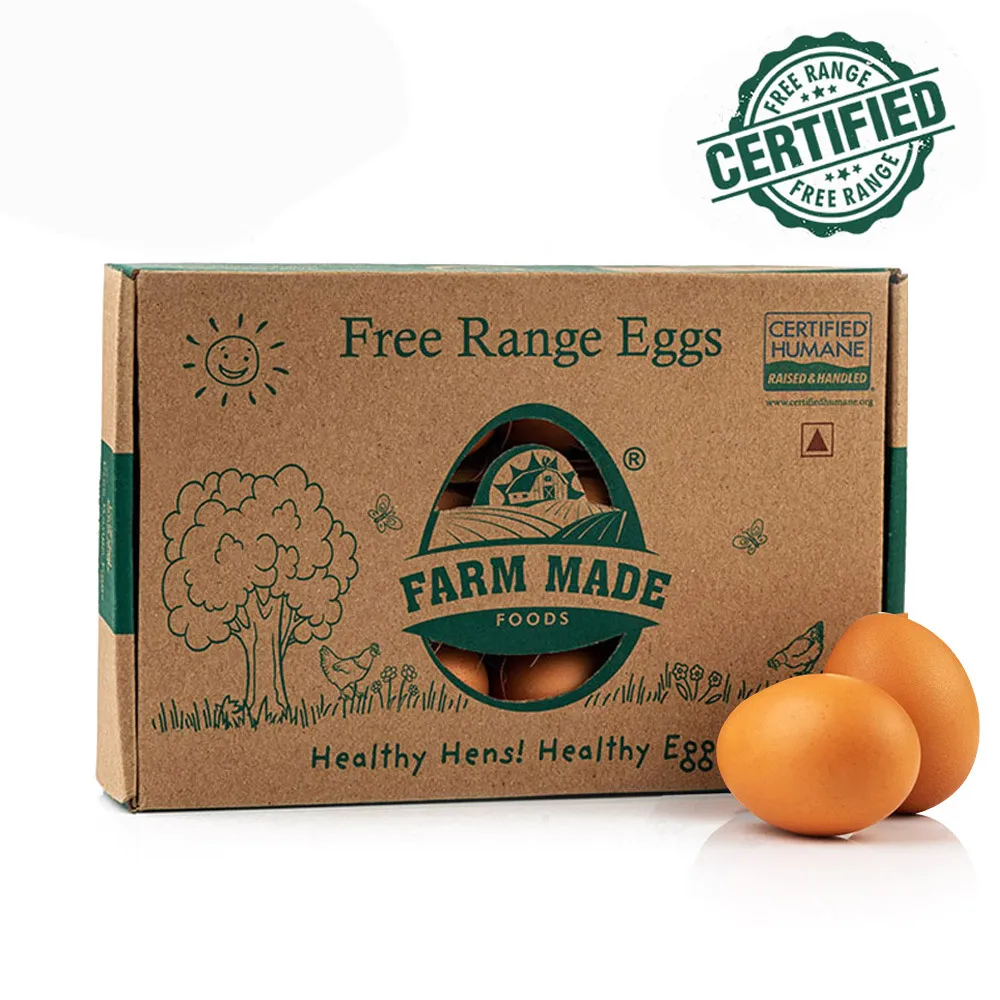 FREE RANGE
CERTIFIED
FREE RANGE
Free Range Eggs
CERTIFIED
HUMANE
RAISED & HANDLED
www.certifiedhumane.org
®
FARM MADE
FOODS
Healthy Hens! Healthy Egg